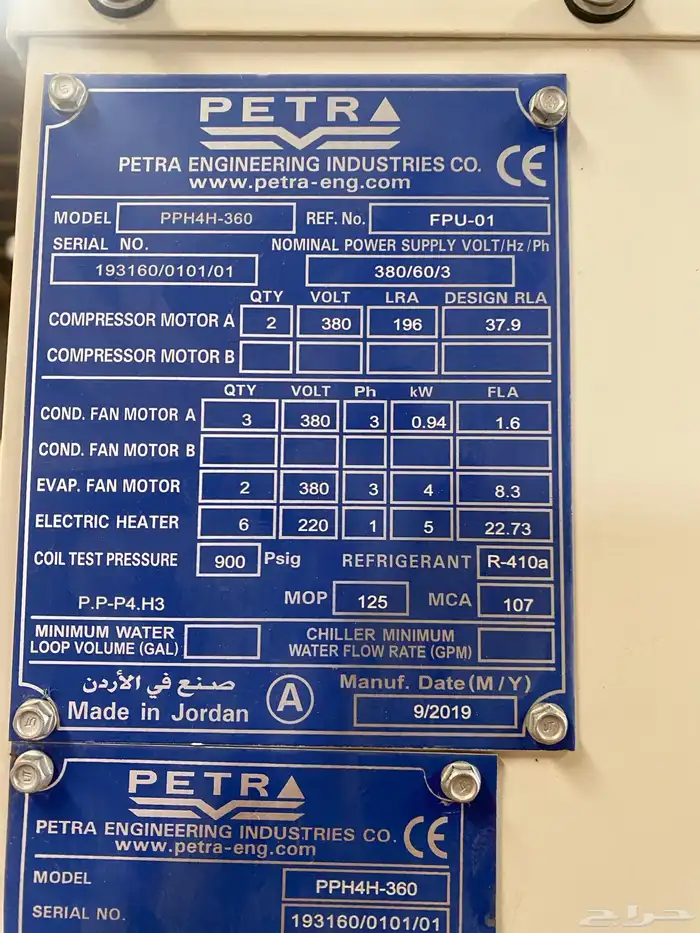 PETRA
PETRA ENGINEERING INDUSTRIES CO.
www.petra-eng.com
CE
MODEL PPH4H-360 REF. No. FPU-01
SERIAL NO. NOMINAL POWER SUPPLY VOLT/Hz/Ph
193160/0101/01 380/60/3
QTY VOLT LRA DESIGN RLA
COMPRESSOR MOTOR A 2 380 196 37.9
COMPRESSOR MOTOR B
QTY VOLT Ph kW FLA
COND. FAN MOTOR A 3 380 3 0.94 1.6
COND. FAN MOTOR B
EVAP. FAN MOTOR 2 380 3 4 8.3
ELECTRIC HEATER 6 220 1 5 22.73
COIL TEST PRESSURE 900 Psig REFRIGERANT R-410a
P.P-P4.H3 MOP 125 MCA 107
MINIMUM WATER CHILLER MINIMUM
LOOP VOLUME (GAL) WATER FLOW RATE (GPM)
صنع في الأردن A Manuf. Date (M/Y)
Made in Jordan 9/2019
PETRA
PETRA ENGINEERING INDUSTRIES CO.
www.petra-eng.com
CE
MODEL PPH4H-360
SERIAL NO. 193160/0101/01
حراج